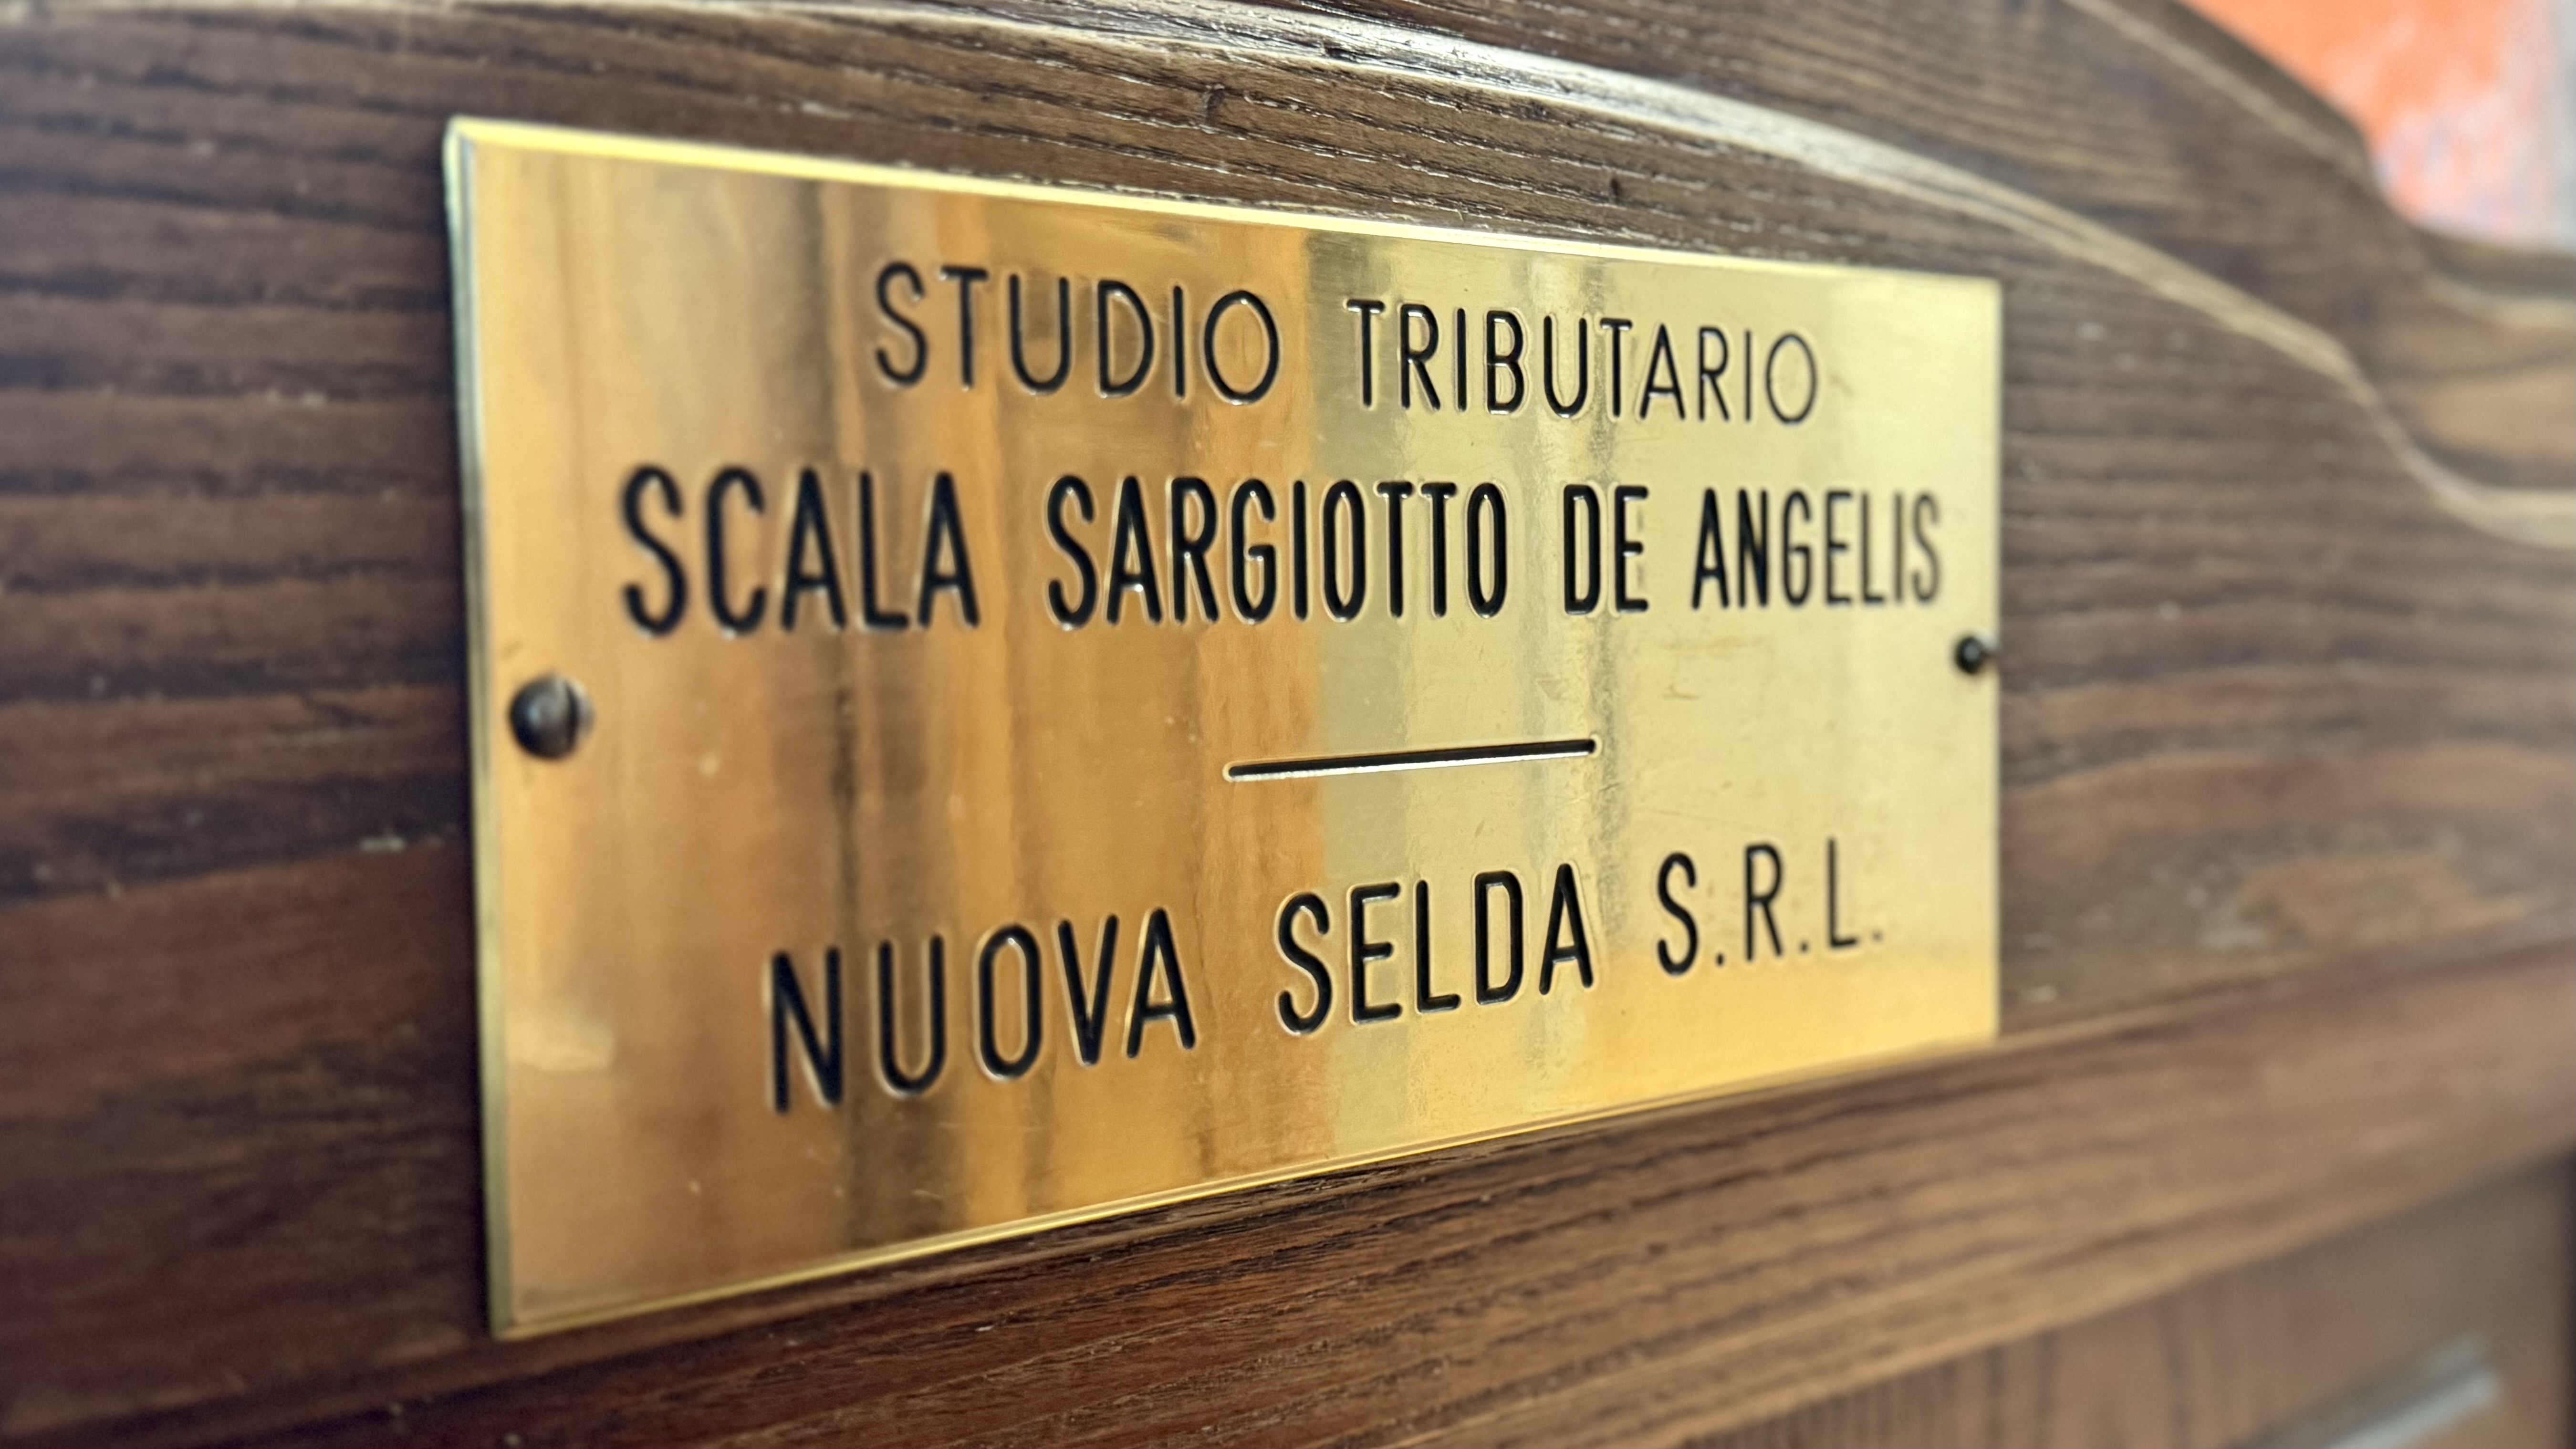 STUDIO TRIBUTARIO
SCALA SARGIOTTO DE ANGELIS
NUOVA SELDA S.R.L.